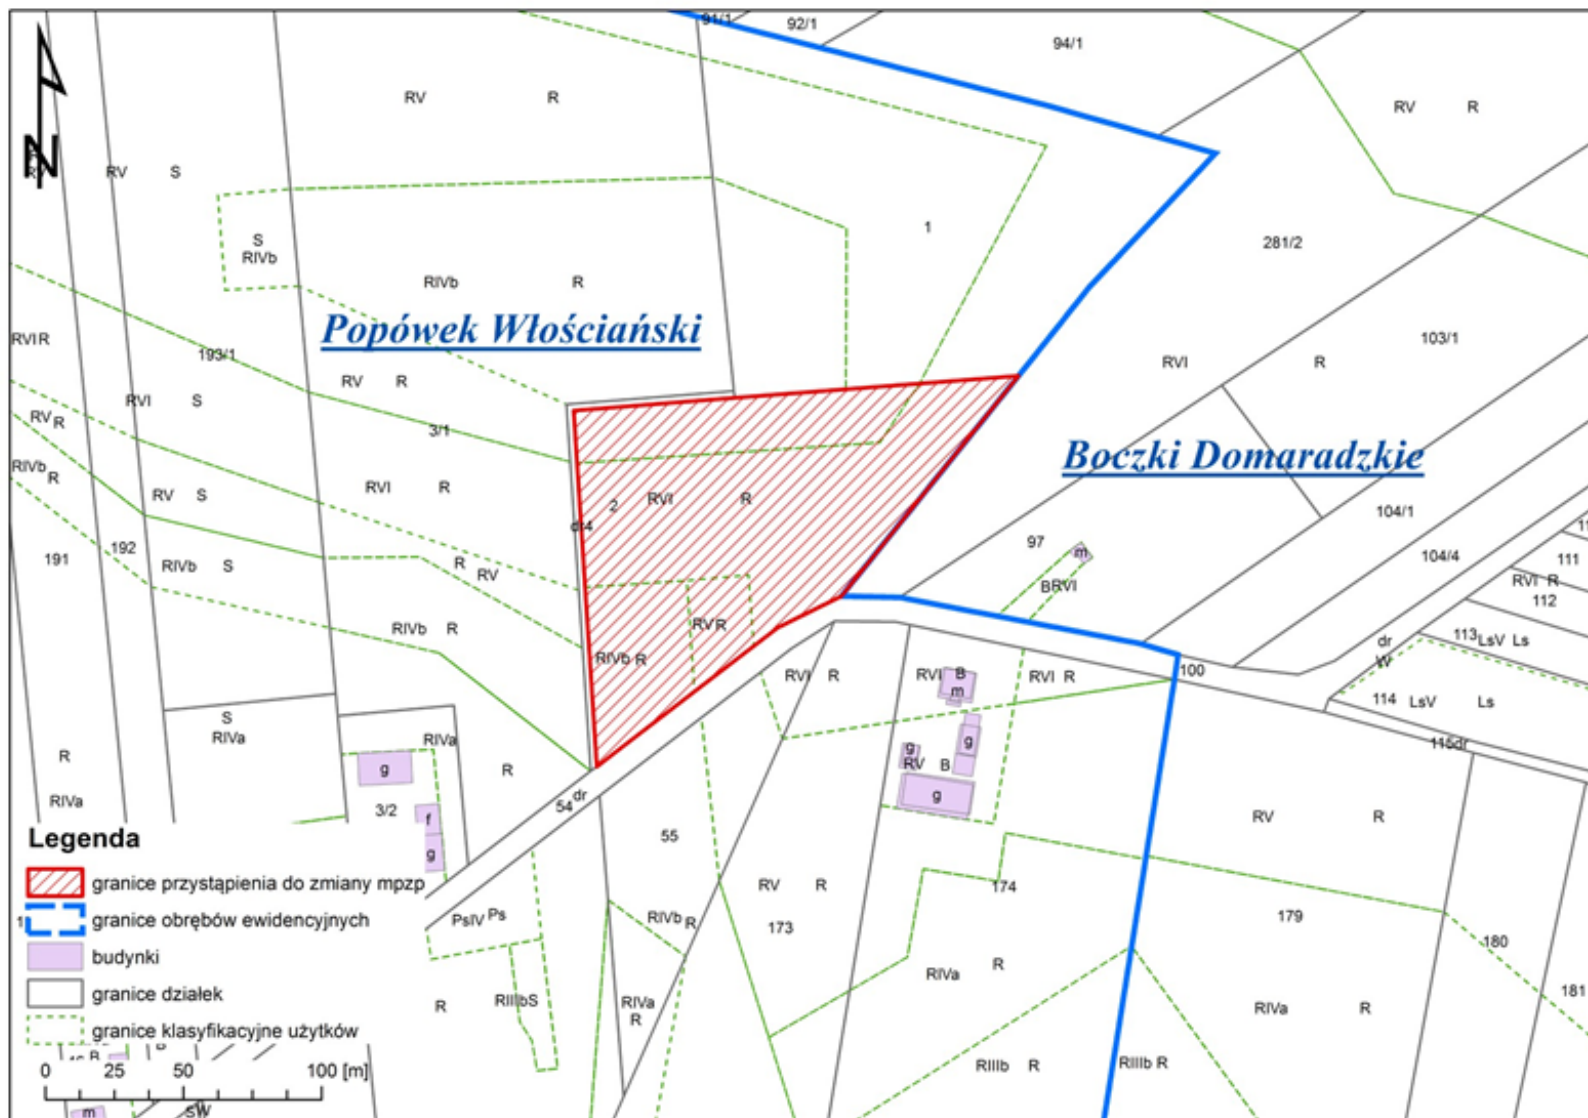 91/1
92/1
94/1
RV R
RV R
N
RV S
1
S
RIVb
281/2
RIVb R
Popówek Włościański
RVI R
193/1
103/1
RV R
RVI R
RVI S
RV R
3/1
Boczki Domaradzkie
RIVb R
RVI R
RV S
2
RVI R
dr4
104/1
191
192
RIVb S
R
RV
97
m
BRVI
104/4
111
RVI R
112
RIVb R
RV R
RIVb R
113
LsV Ls
dr
W
RVI R
RVI
B
m
RVI R
100
114
LsV
Ls
S
RIVa
R
RIVa
RIVa
R
g
3/2
f
g
g
g
RV B
g
115dr
54
dr
55
RV R
Legenda
granice przystąpienia do zmiany mpzp
granice obrębów ewidencyjnych
budynki
granice działek
granice klasyfikacyjne użytków
0 25 50 100 [m]
PsIV Ps
RIVb R
RV R
173
174
179
180
181
R
RIIIbS
RIVa
R
RIVa R
RIVa R
RIIIb R
RIIIb R
B
m